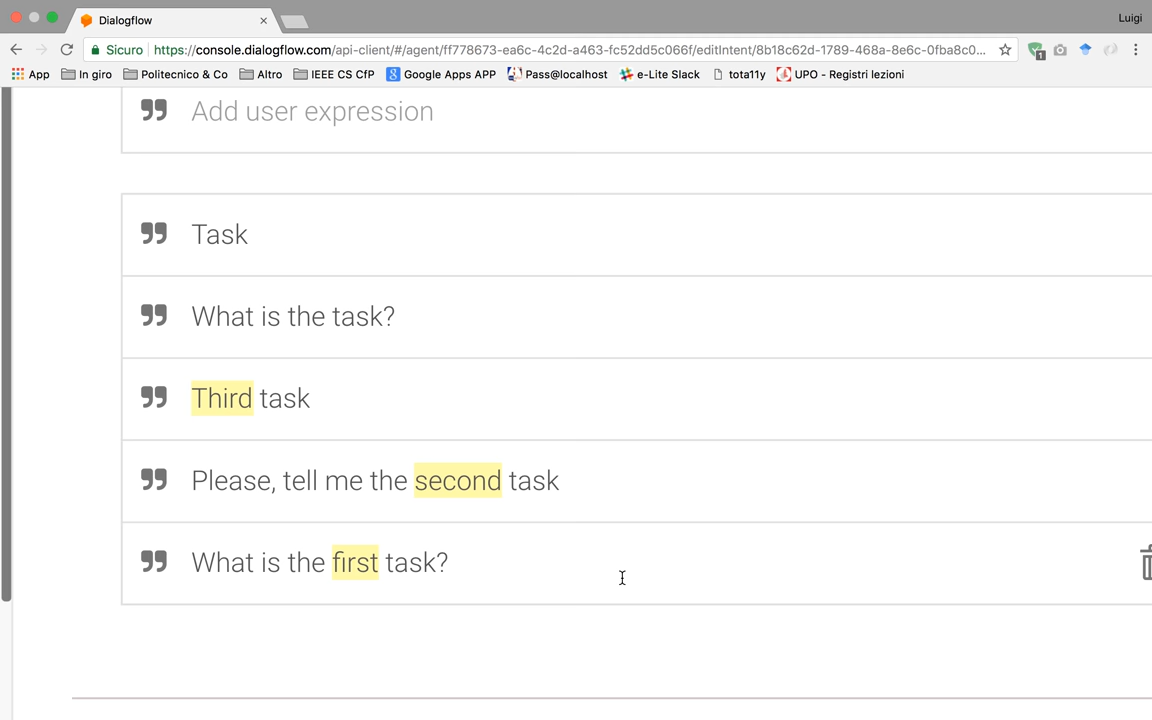 Dialogflow
Luigi
Sicuro https://console.dialogflow.com/api-client/#/agent/ff778673-ea6c-4c2d-a463-fc52dd5c066f/editIntent/8b18c62d-1789-468a-8e6c-0fba8c0...
1
App In giro Politecnico & Co Altro IEEE CS CfP Google Apps APP Pass@localhost e-Lite Slack tota11y UPO - Registri lezioni
Add user expression
Task
What is the task?
Third task
Please, tell me the second task
What is the first task?